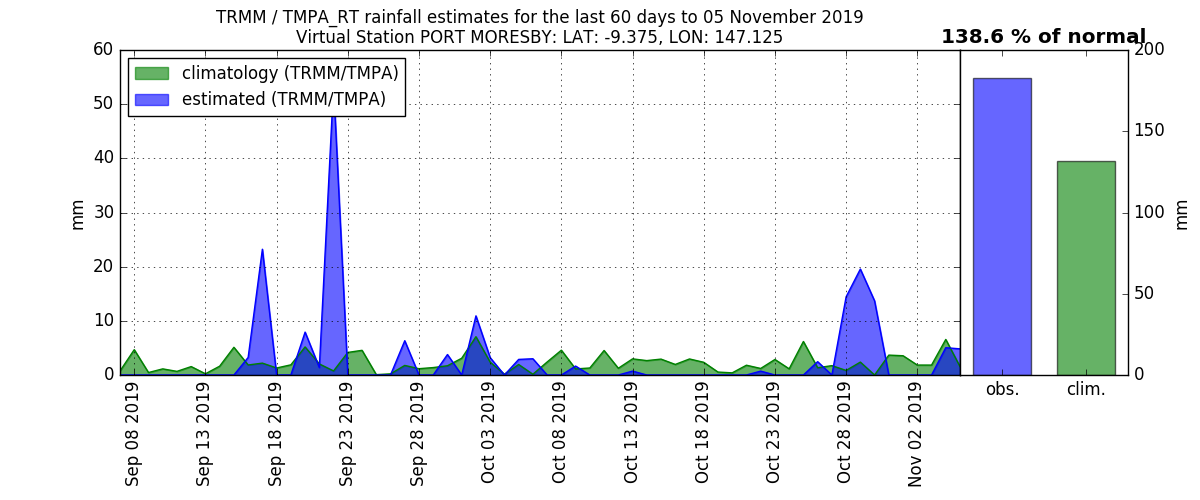 TRMM / TMPA_RT rainfall estimates for the last 60 days to 05 November 2019
Virtual Station PORT MORESBY: LAT: -9.375, LON: 147.125
138.6 % of normal
climatology (TRMM/TMPA)
estimated (TRMM/TMPA)
60
50
40
30
20
10
0
mm
Sep 08 2019
Sep 13 2019
Sep 18 2019
Sep 23 2019
Sep 28 2019
Oct 03 2019
Oct 08 2019
Oct 13 2019
Oct 18 2019
Oct 23 2019
Oct 28 2019
Nov 02 2019
obs.
clim.
200
150
100
50
0
mm